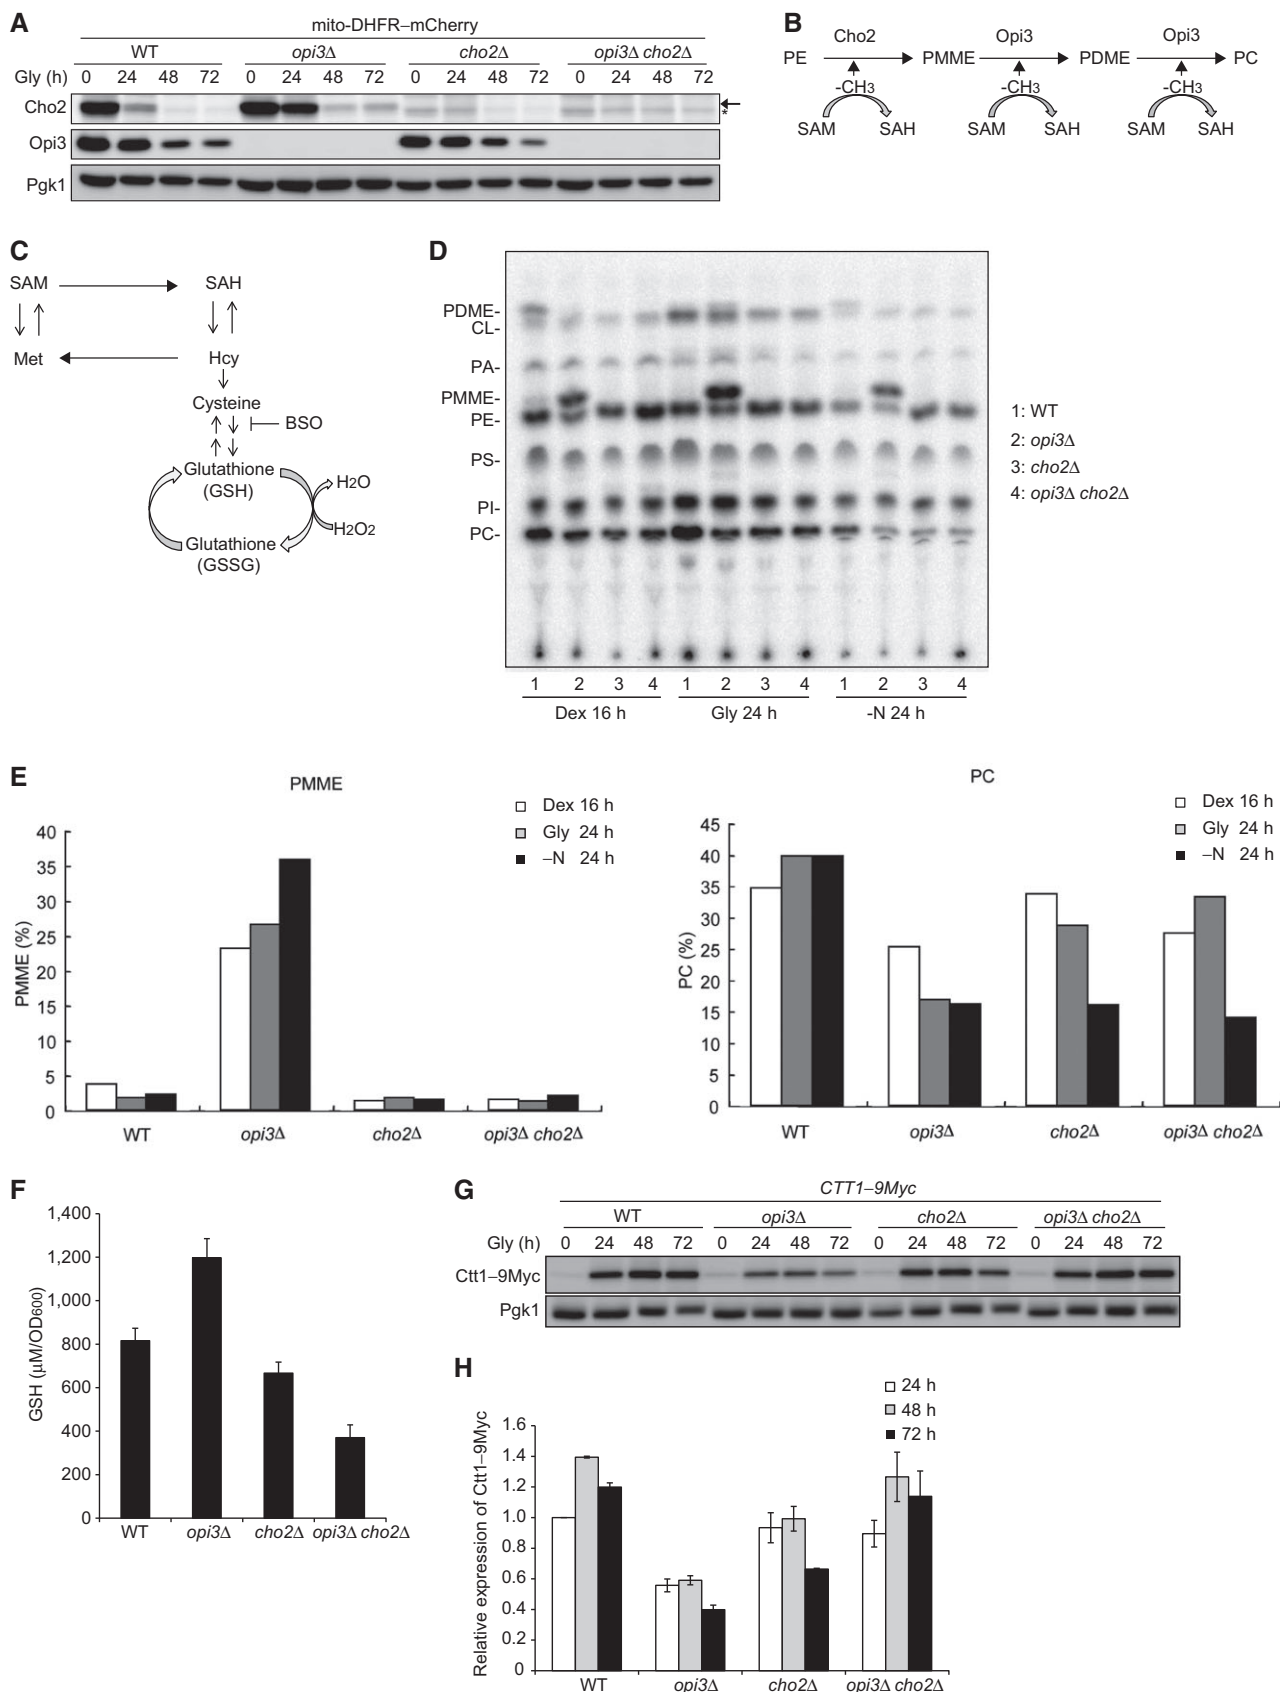 A
mito-DHFR–mCherry
WT opi3Δ cho2Δ opi3Δ cho2Δ
Gly (h) 0 24 48 72 0 24 48 72 0 24 48 72 0 24 48 72
Cho2
*
Opi3
Pgk1
B
Cho2 Opi3 Opi3
PE PMME PDME PC
-CH3 -CH3 -CH3
SAM SAH SAM SAH SAM SAH
C
SAM SAH
Met Hcy
Cysteine
BSO
Glutathione
(GSH)
H2O
H2O2
Glutathione
(GSSG)
D
PDME-
CL-
PA-
PMME-
PE-
PS-
PI-
PC-
1 2 3 4 1 2 3 4 1 2 3 4
Dex 16 h Gly 24 h -N 24 h
1: WT
2: opi3Δ
3: cho2Δ
4: opi3Δ cho2Δ
E
PMME
Dex 16 h
Gly 24 h
–N 24 h
PMME (%)
40
35
30
25
20
15
10
5
0
WT opi3Δ cho2Δ opi3Δ cho2Δ
PC
Dex 16 h
Gly 24 h
–N 24 h
PC (%)
45
40
35
30
25
20
15
10
5
0
WT opi3Δ cho2Δ opi3Δ cho2Δ
F
GSH (μM/OD600)
1,400
1,200
1,000
800
600
400
200
0
WT opi3Δ cho2Δ opi3Δ cho2Δ
G
CTT1–9Myc
WT opi3Δ cho2Δ opi3Δ cho2Δ
Gly (h) 0 24 48 72 0 24 48 72 0 24 48 72 0 24 48 72
Ctt1–9Myc
Pgk1
H
24 h
48 h
72 h
Relative expression of Ctt1–9Myc
1.6
1.4
1.2
1.0
0.8
0.6
0.4
0.2
0
WT opi3Δ cho2Δ opi3Δ cho2Δ